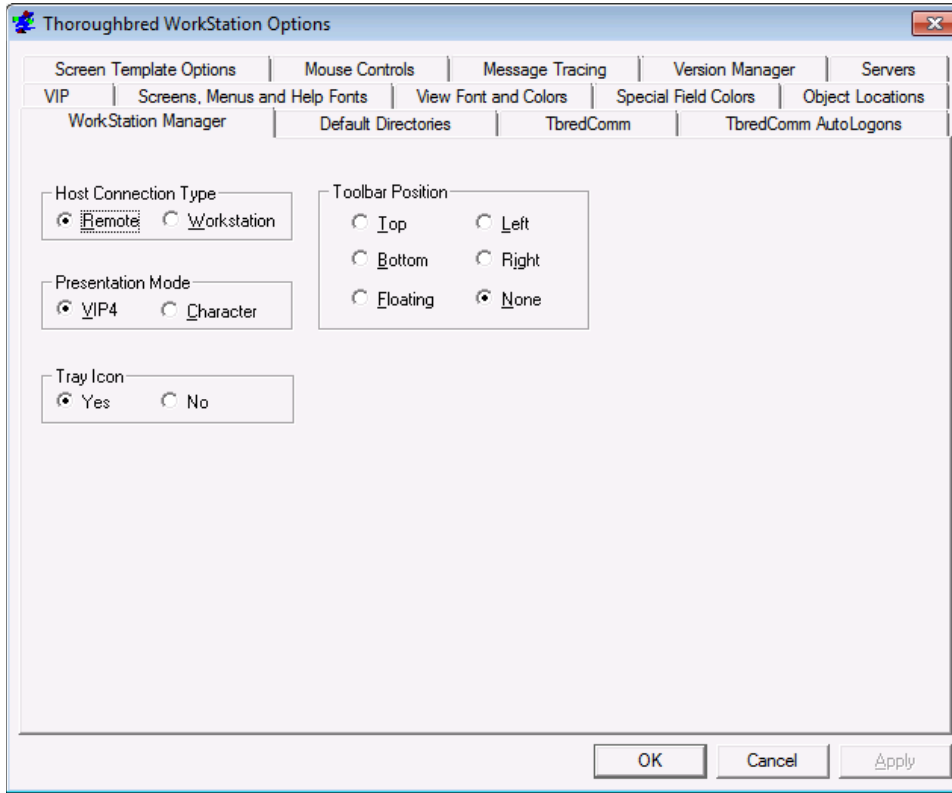 Thoroughbred WorkStation Options
Screen Template Options Mouse Controls Message Tracing Version Manager Servers
VIP Screens, Menus and Help Fonts View Font and Colors Special Field Colors Object Locations
WorkStation Manager Default Directories TbredComm TbredComm AutoLogons
Host Connection Type
Remote Workstation
Presentation Mode
VIP4 Character
Tray Icon
Yes No
Toolbar Position
Top Left
Bottom Right
Floating None
OK Cancel Apply